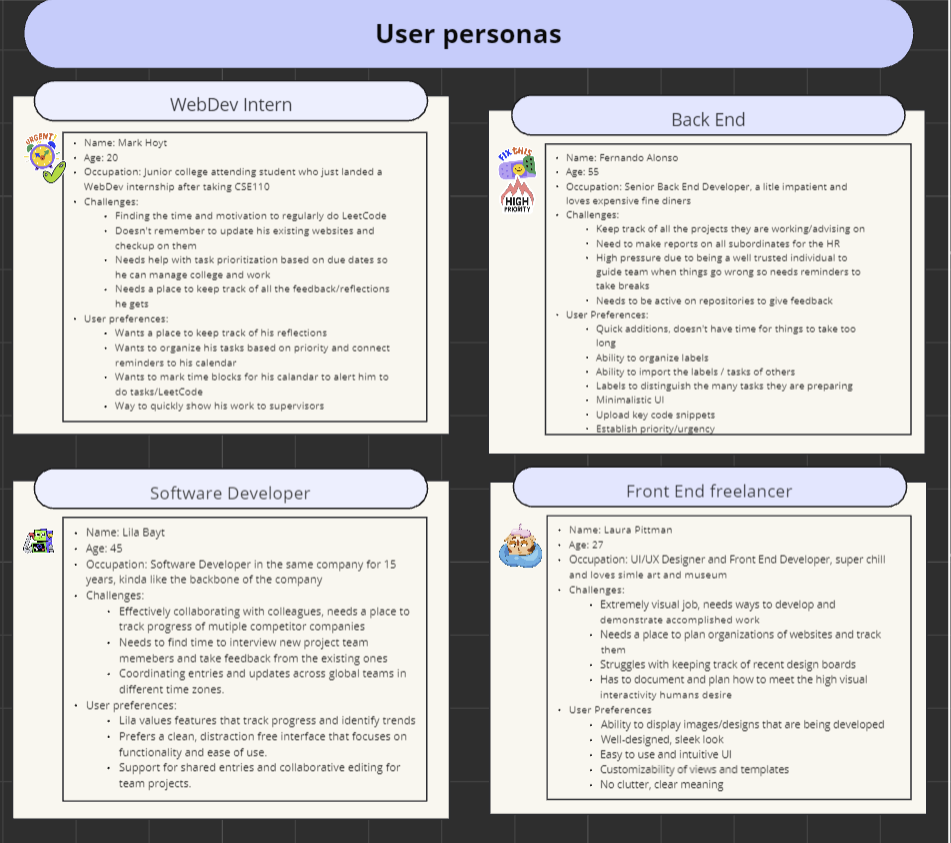 User personas
WebDev Intern
URGENT!
• Name: Mark Hoyt
• Age: 20
• Occupation: Junior college attending student who just landed a
WebDev internship after taking CSE110
• Challenges:
• Finding the time and motivation to regularly do LeetCode
• Doesn't remember to update his existing websites and
checkup on them
• Needs help with task prioritization based on due dates so
he can manage college and work
• Needs a place to keep track of all the feedback/reflections
he gets
• User preferences:
• Wants a place to keep track of his reflections
• Wants to organize his tasks based on priority and connect
reminders to his calendar
• Wants to mark time blocks for his calandar to alert him to
do tasks/LeetCode
• Way to quickly show his work to supervisors
Back End
FIX THIS
HIGH
PRIORITY
• Name: Fernando Alonso
• Age: 55
• Occupation: Senior Back End Developer, a litle impatient and
loves expensive fine diners
• Challenges:
• Keep track of all the projects they are working/advising on
• Need to make reports on all subordinates for the HR
• High pressure due to being a well trusted individual to
guide team when things go wrong so needs reminders to
take breaks
• Needs to be active on repositories to give feedback
• User Preferences:
• Quick additions, doesn't have time for things to take too
long
• Ability to organize labels
• Ability to import the labels / tasks of others
• Labels to distinguish the many tasks they are preparing
• Minimalistic UI
• Upload key code snippets
• Establish priority/urgency
Software Developer
• Name: Lila Bayt
• Age: 45
• Occupation: Software Developer in the same company for 15
years, kinda like the backbone of the company
• Challenges:
• Effectively collaborating with colleagues, needs a place to
track progress of mutiple competitor companies
• Needs to find time to interview new project team
memebers and take feedback from the existing ones
• Coordinating entries and updates across global teams in
different time zones.
• User preferences:
• Lila values features that track progress and identify trends
• Prefers a clean, distraction free interface that focuses on
functionality and ease of use.
• Support for shared entries and collaborative editing for
team projects.
Front End freelancer
• Name: Laura Pittman
• Age: 27
• Occupation: UI/UX Designer and Front End Developer, super chill
and loves simle art and museum
• Challenges:
• Extremely visual job, needs ways to develop and
demonstrate accomplished work
• Needs a place to plan organizations of websites and track
them
• Struggles with keeping track of recent design boards
• Has to document and plan how to meet the high visual
interactivity humans desire
• User Preferences
• Ability to display images/designs that are being developed
• Well-designed, sleek look
• Easy to use and intuitive UI
• Customizability of views and templates
• No clutter, clear meaning